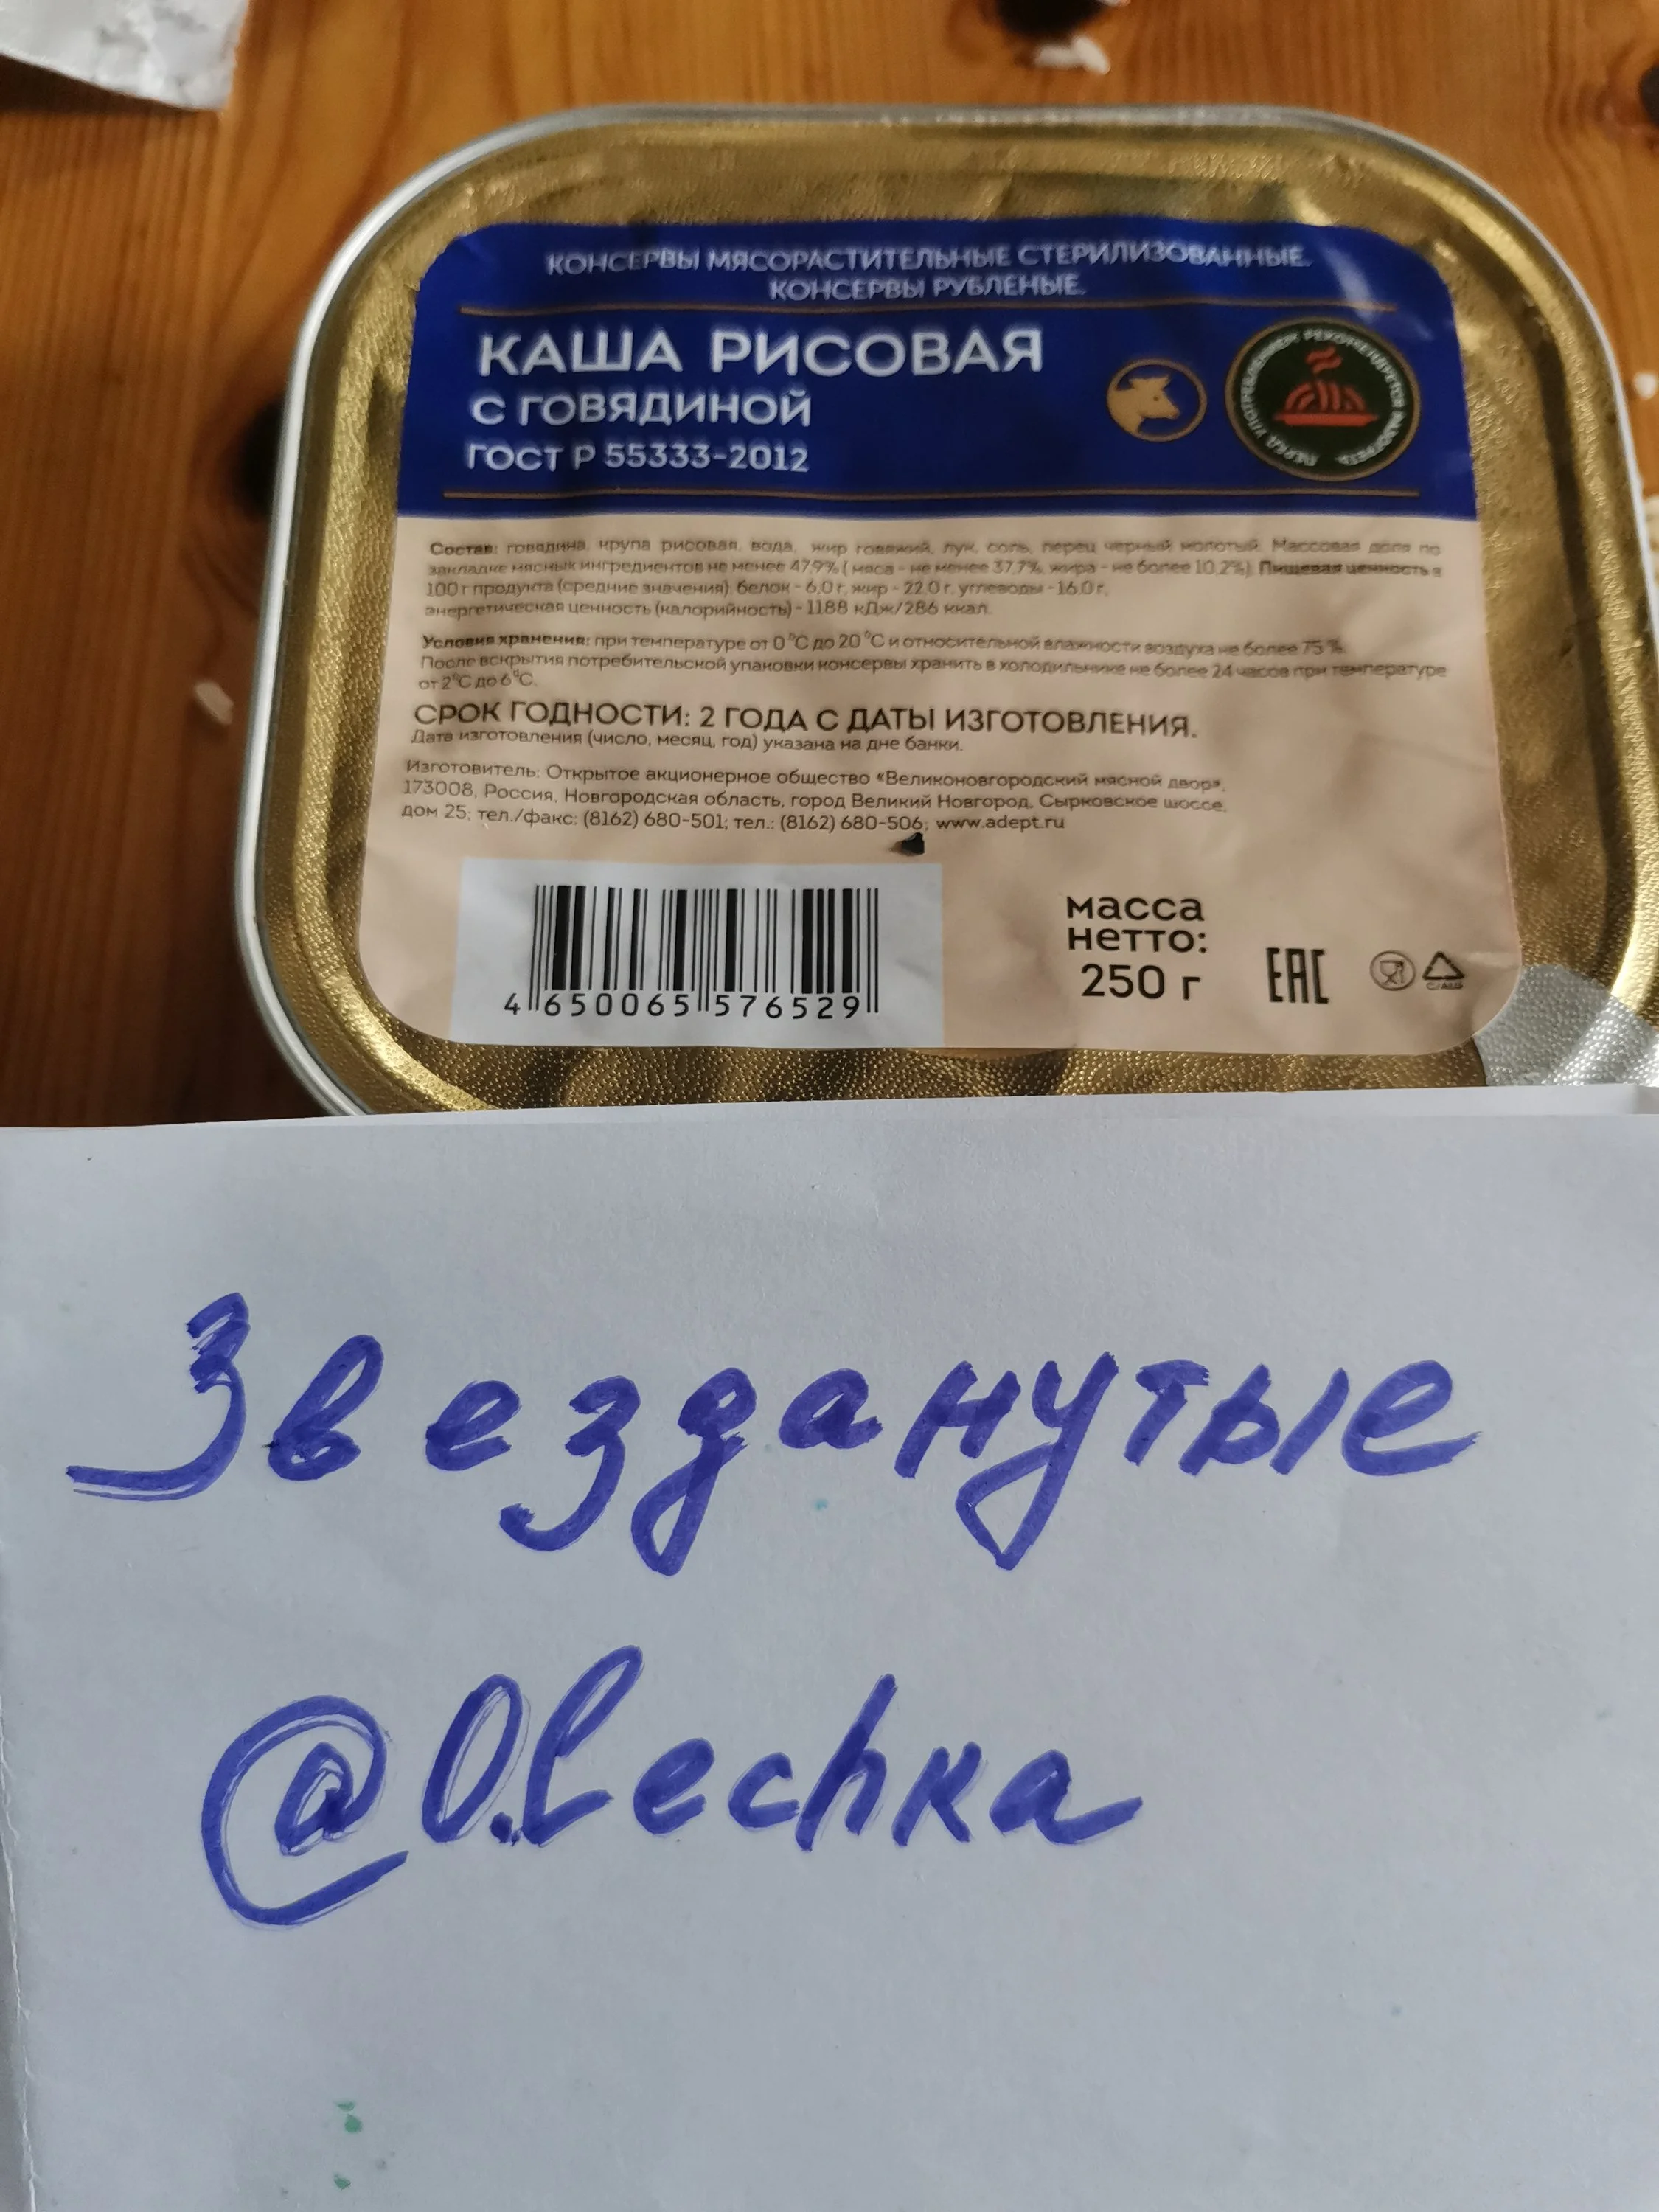 КОНСЕРВЫ МЯСОРАСТИТЕЛЬНЫЕ СТЕРИЛИЗОВАННЫЕ.
КОНСЕРВЫ РУБЛЕНЫЕ.
КАША РИСОВАЯ
С ГОВЯДИНОЙ
ГОСТ Р 55333-2012
ПЕРЕД УПОТРЕБЛЕНИЕМ РЕКОМЕНДУЕТСЯ РАЗОГРЕТЬ
Состав: говядина, крупа рисовая, вода, жир говяжий, лук, соль, перец черный молотый. Массовая доля по
закладке мясных ингредиентов не менее 47,9% ( мяса - не менее 37,7%, жира - не более 10,2%). Пищевая ценность в
100 г продукта (средние значения): белок - 6,0 г, жир - 22,0 г, углеводы - 16,0 г,
энергетическая ценность (калорийность) - 1188 кДж/286 ккал.
Условия хранения: при температуре от 0 °С до 20 °С и относительной влажности воздуха не более 75 %.
После вскрытия потребительской упаковки консервы хранить в холодильнике не более 24 часов при температуре
от 2°С до 6°С.
СРОК ГОДНОСТИ: 2 ГОДА С ДАТЫ ИЗГОТОВЛЕНИЯ.
Дата изготовления (число, месяц, год) указана на дне банки.
Изготовитель: Открытое акционерное общество «Великоновгородский мясной двор»,
173008, Россия, Новгородская область, город Великий Новгород, Сырковское шоссе,
дом 25; тел./факс: (8162) 680-501; тел.: (8162) 680-506; www.adept.ru
4 650065 576529
масса
нетто:
250 г
EAC
C/ALU
Звезданутые
@O.Lechka